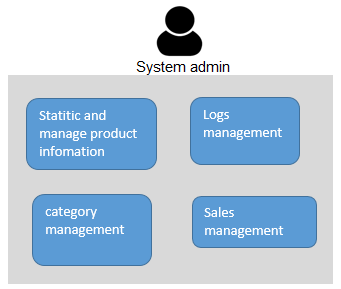 System admin
Statitic and
manage product
infomation
Logs
management
category
management
Sales
management